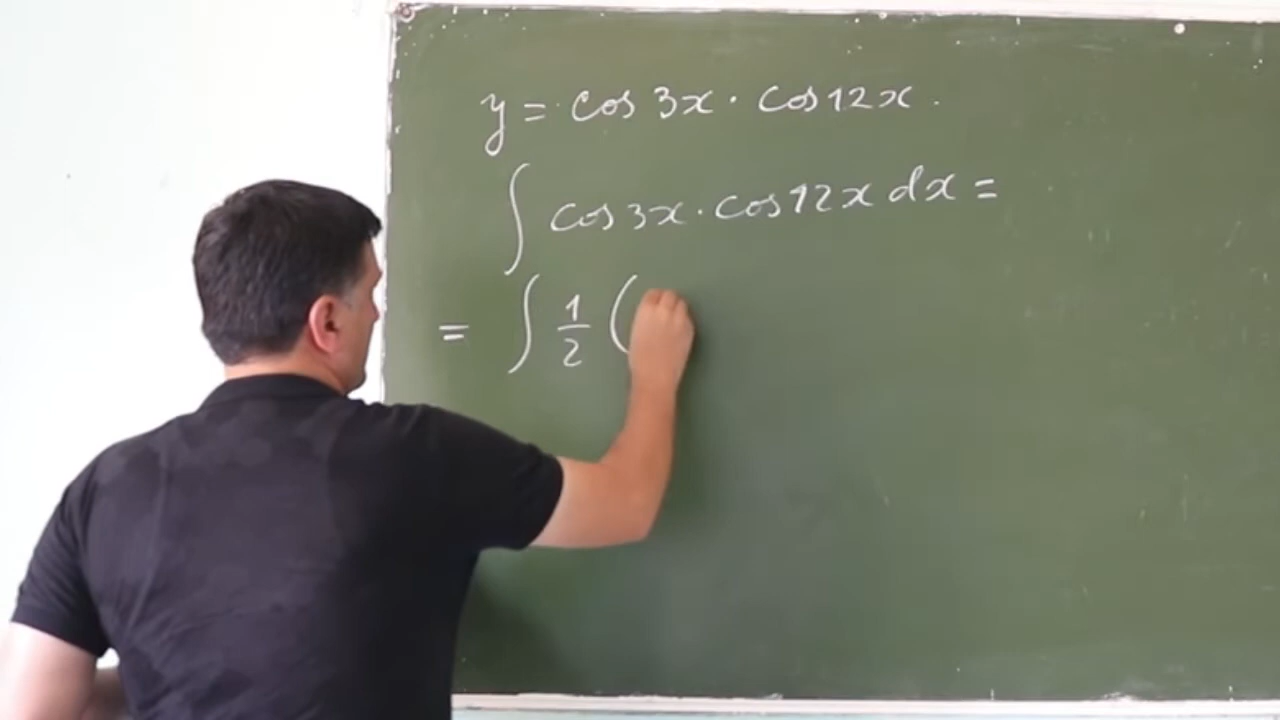 y = cos 3x · cos 12x .
∫ cos 3x · cos 12x dx =
= ∫ 1/2 (